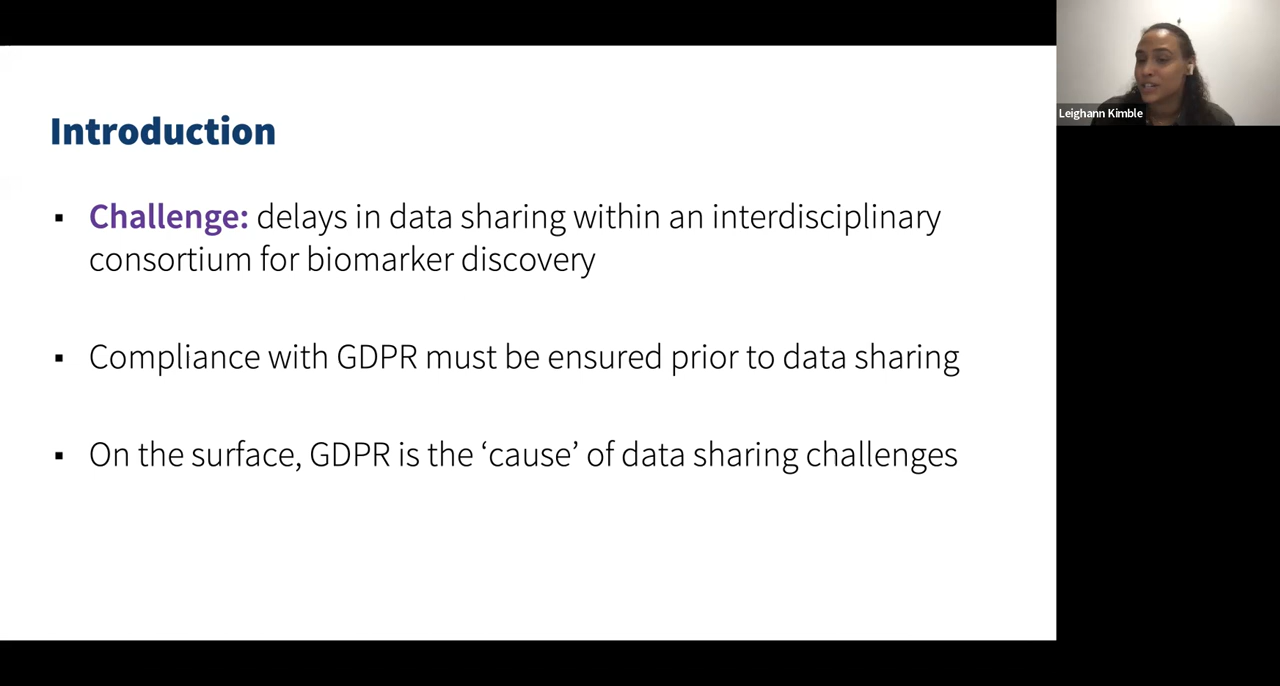 Introduction
▪ Challenge: delays in data sharing within an interdisciplinary
consortium for biomarker discovery
▪ Compliance with GDPR must be ensured prior to data sharing
▪ On the surface, GDPR is the ‘cause’ of data sharing challenges
Leighann Kimble